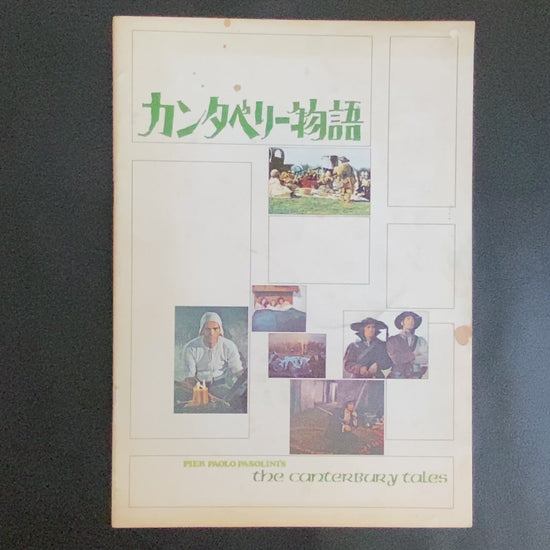 カンタベリー物語
PIER PAOLO PASOLINI'S
the canterbury tales